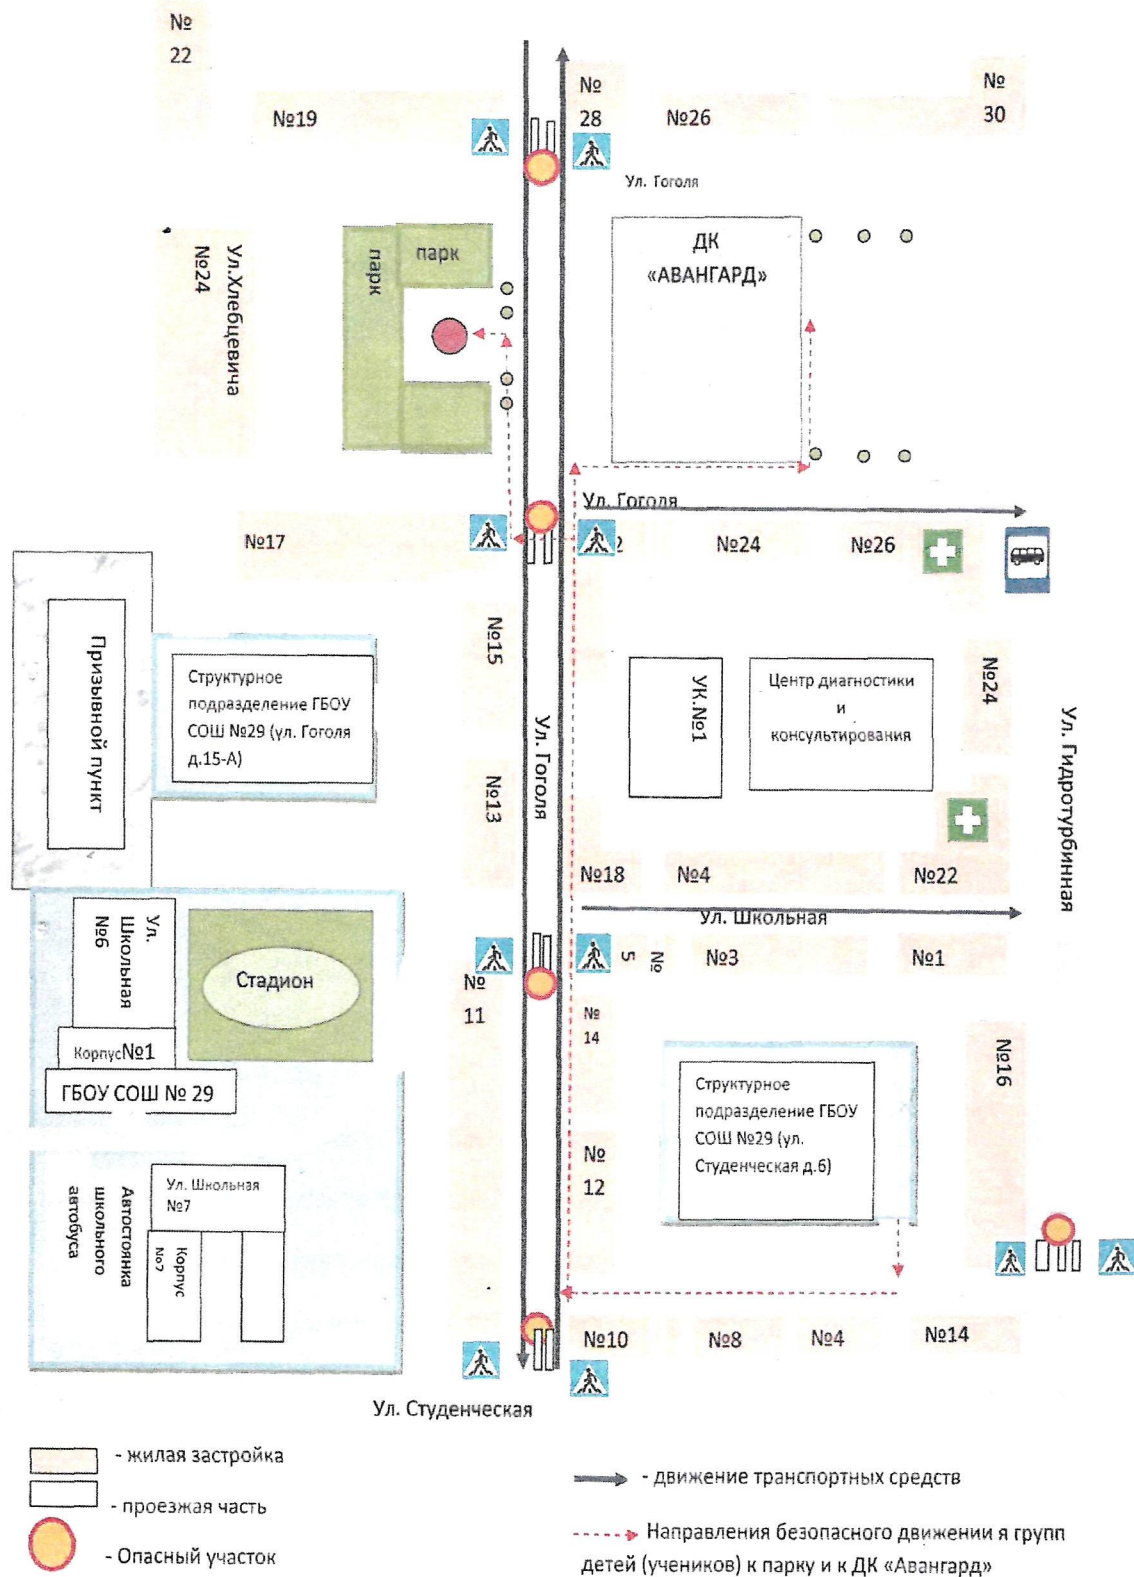 №
22
№19
№
28
№26
№
30
Ул. Гоголя
ДК
«АВАНГАРД»
парк
парк
Ул.Хлебцевича
№24
Ул. Гоголя
№17
2
№24
№26
№15
Призывной пункт
Структурное
подразделение ГБОУ
СОШ №29 (ул. Гоголя
д.15-А)
УК.№1
Центр диагностики
и
консультирования
№24
Ул. Гоголя
Ул. Гидротурбинная
№13
№18
№4
№22
Ул. Школьная
Ул.
Школьная
№6
Стадион
№
5
№3
№1
№
11
№
14
№16
Корпус№1
ГБОУ СОШ № 29
Структурное
подразделение ГБОУ
СОШ №29 (ул.
Студенческая д.6)
№
12
Автостоянка
школьного
автобуса
Ул. Школьная
№7
Корпус
№2
№10
№8
№4
№14
Ул. Студенческая
- жилая застройка
- проезжая часть
- Опасный участок
- движение транспортных средств
Направления безопасного движении я групп
детей (учеников) к парку и к ДК «Авангард»